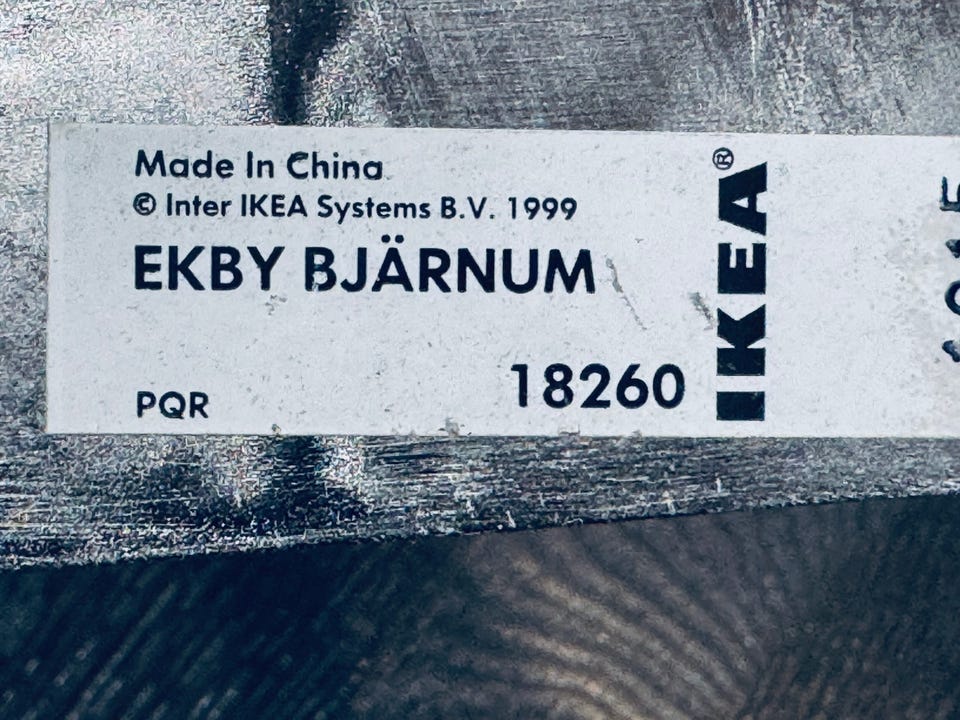 Made In China
© Inter IKEA Systems B.V. 1999
EKBY BJÄRNUM
18260
PQR
IKEA®